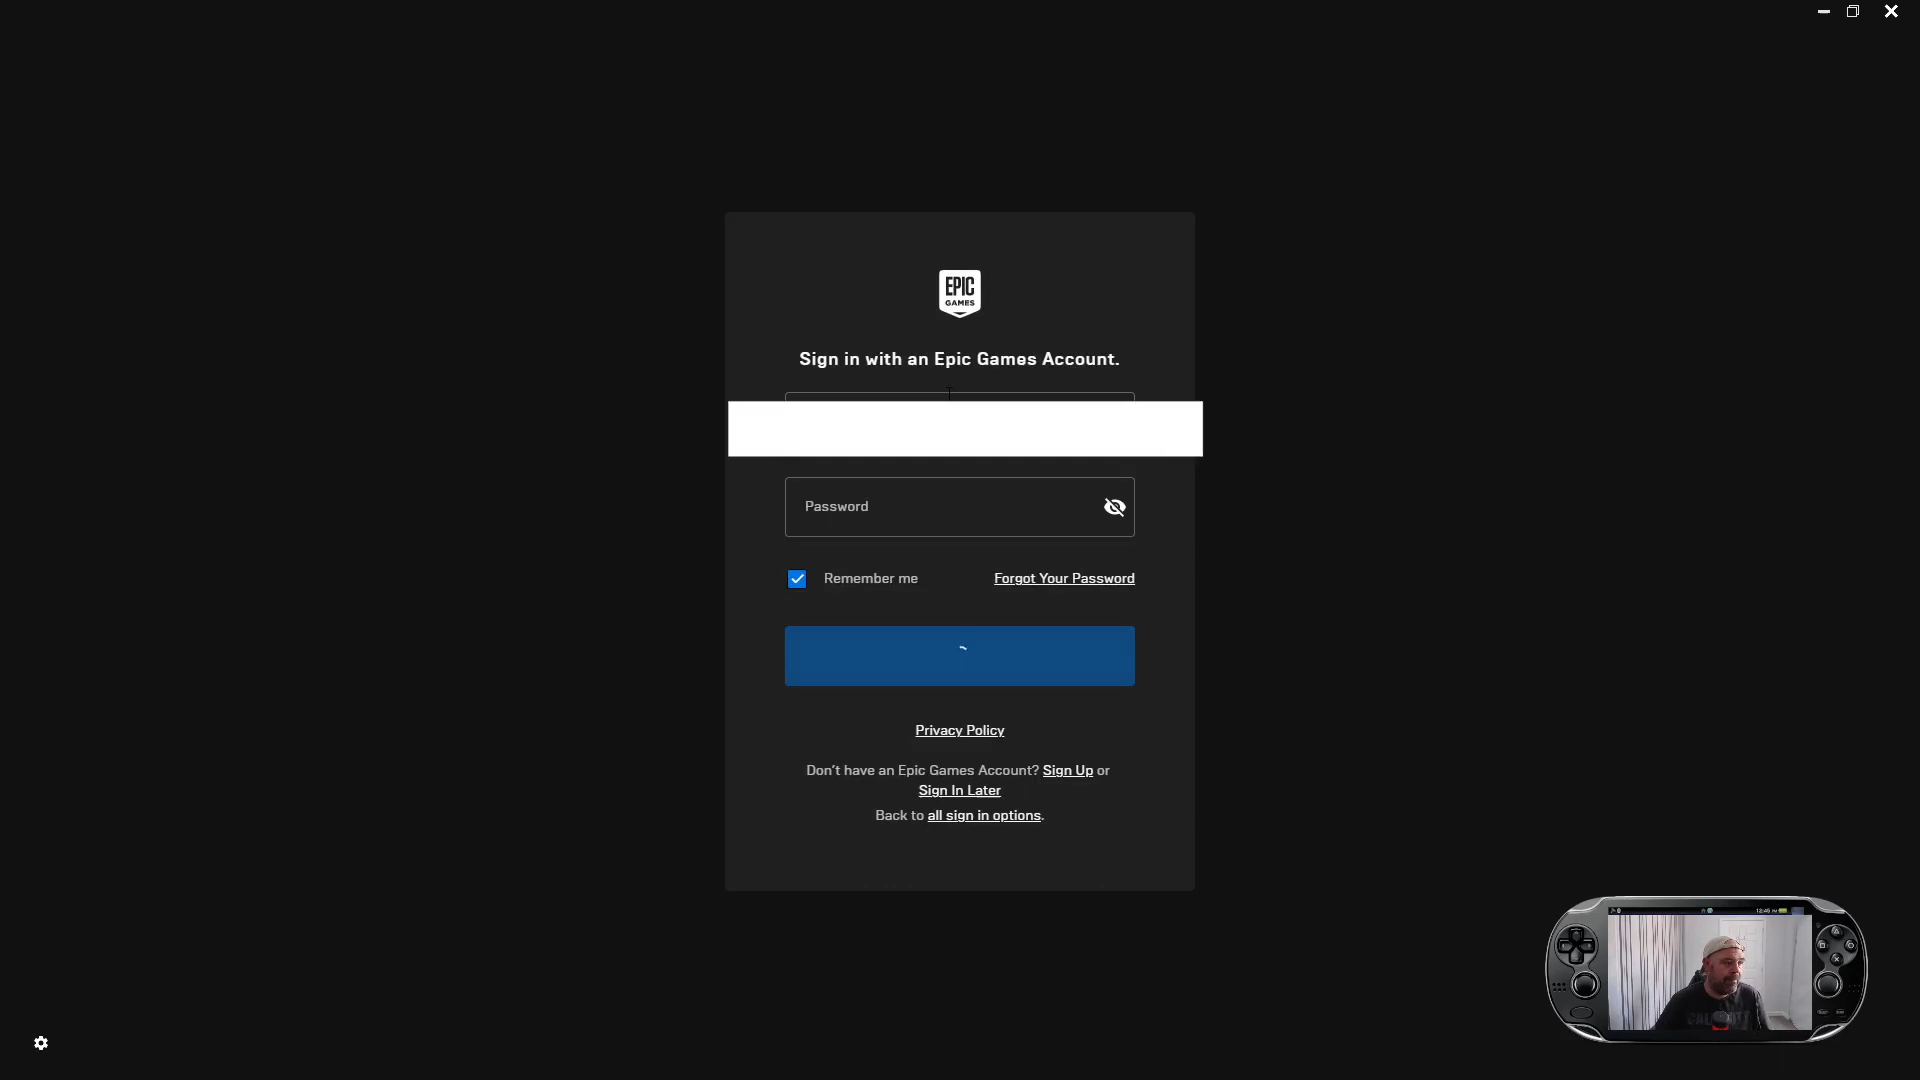 EPIC
GAMES
Sign in with an Epic Games Account.
Password
Remember me
Forgot Your Password
Privacy Policy
Don't have an Epic Games Account? Sign Up or
Sign In Later
Back to all sign in options.